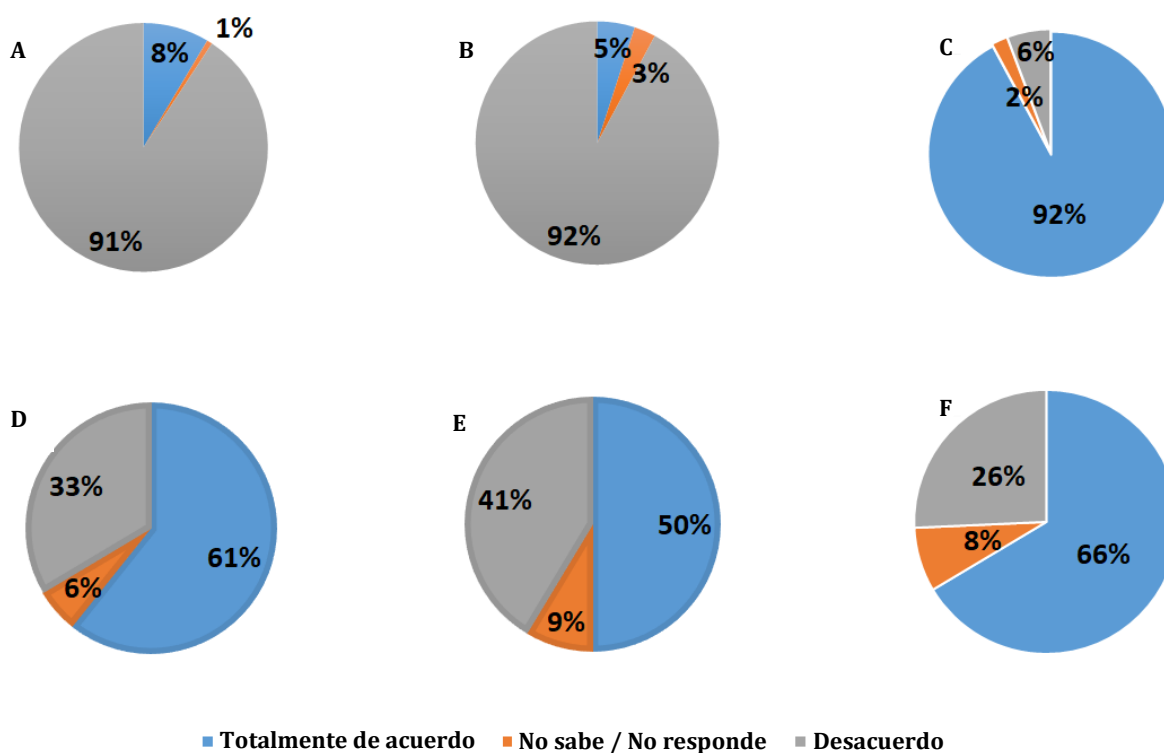 A
8%
1%
91%
B
5%
3%
92%
C
6%
2%
92%
D
33%
6%
61%
E
41%
9%
50%
F
26%
8%
66%
Totalmente de acuerdo No sabe / No responde Desacuerdo